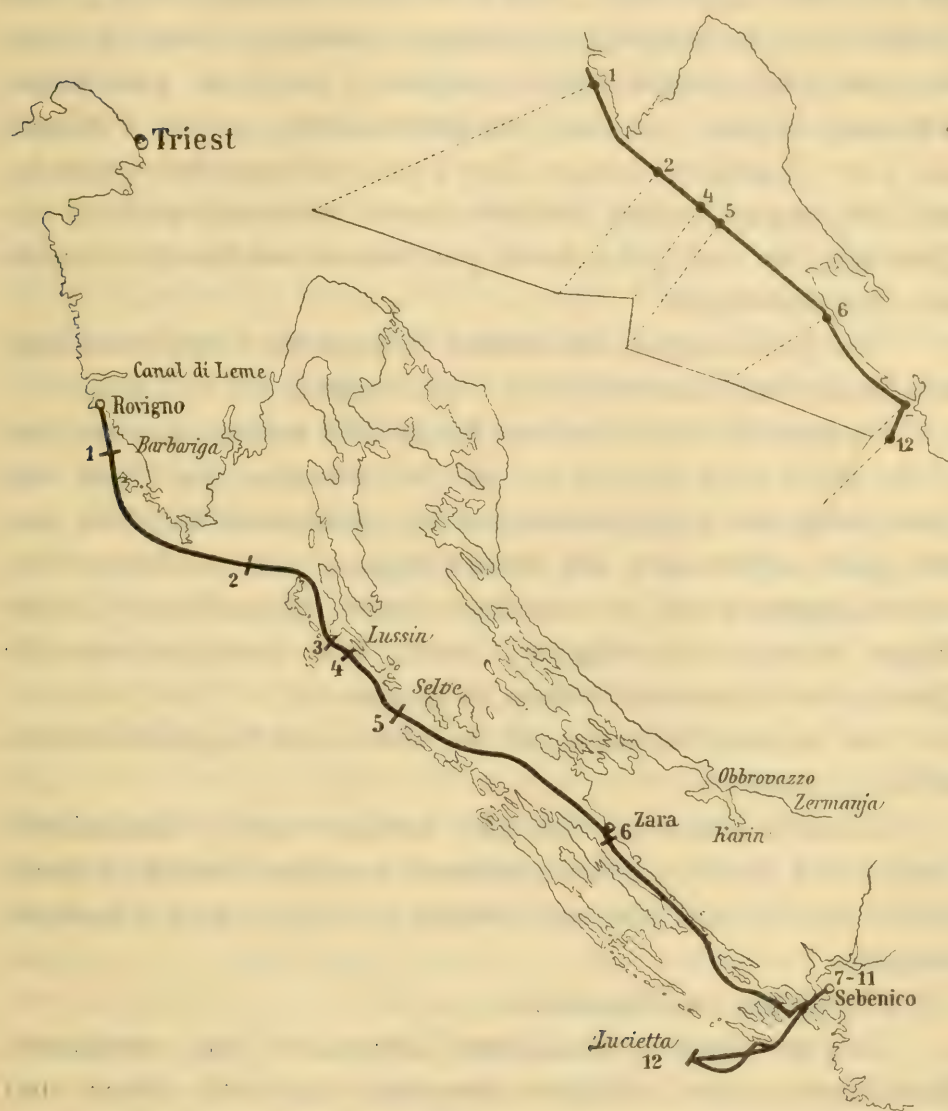 1
Triest
2
4
5
6
12
Canal di Leme
Rovigno
1
Barbariga
2
3
4
Lussin
Selve
5
Obbrovazzo
Zermanja
Karin
Zara
6
7-11
Sebenico
Lucietta
12